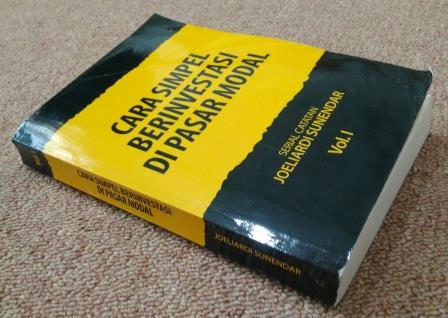 CARA SIMPEL
BERINVESTASI
DI PASAR MODAL
SERIAL CATATAN
JOELIARDI SUNENDAR
Vol. I
CARA SIMPEL BERINVESTASI
DI PASAR MODAL
JOELIARDI SUNENDAR